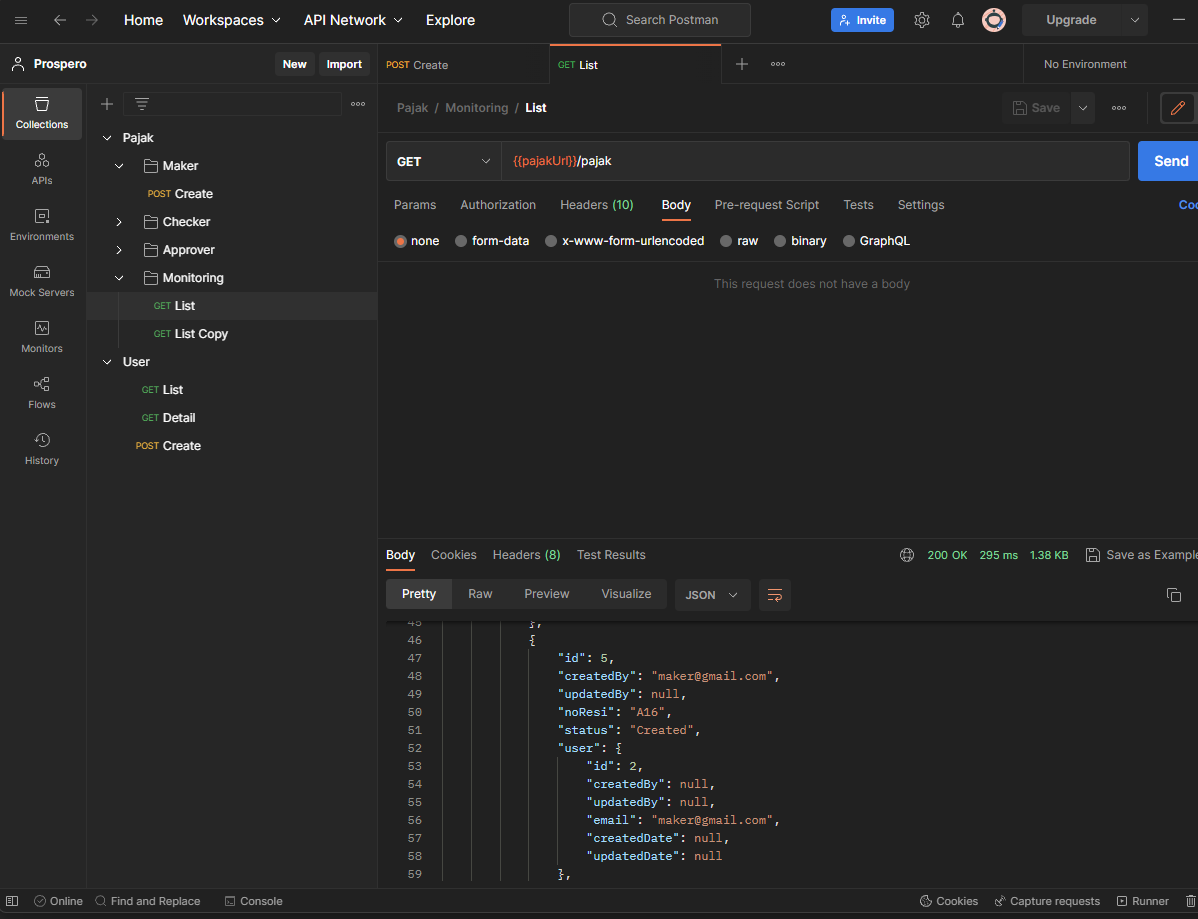 Home Workspaces API Network Explore Search Postman Invite Upgrade
Prospero New Import POST Create GET List No Environment
Collections
APIs
Environments
Mock Servers
Monitors
Flows
History
Pajak
Maker
POST Create
Checker
Approver
Monitoring
GET List
GET List Copy
User
GET List
GET Detail
POST Create
Pajak / Monitoring / List Save
GET {{pajakUrl}}/pajak Send
Params Authorization Headers (10) Body Pre-request Script Tests Settings Coo
none form-data x-www-form-urlencoded raw binary GraphQL
This request does not have a body
Body Cookies Headers (8) Test Results 200 OK 295 ms 1.38 KB Save as Example
Pretty Raw Preview Visualize JSON
45 },
46 {
47 "id": 5,
48 "createdBy": "maker@gmail.com",
49 "updatedBy": null,
50 "noResi": "A16",
51 "status": "Created",
52 "user": {
53 "id": 2,
54 "createdBy": null,
55 "updatedBy": null,
56 "email": "maker@gmail.com",
57 "createdDate": null,
58 "updatedDate": null
59 },
Online Find and Replace Console Cookies Capture requests Runner